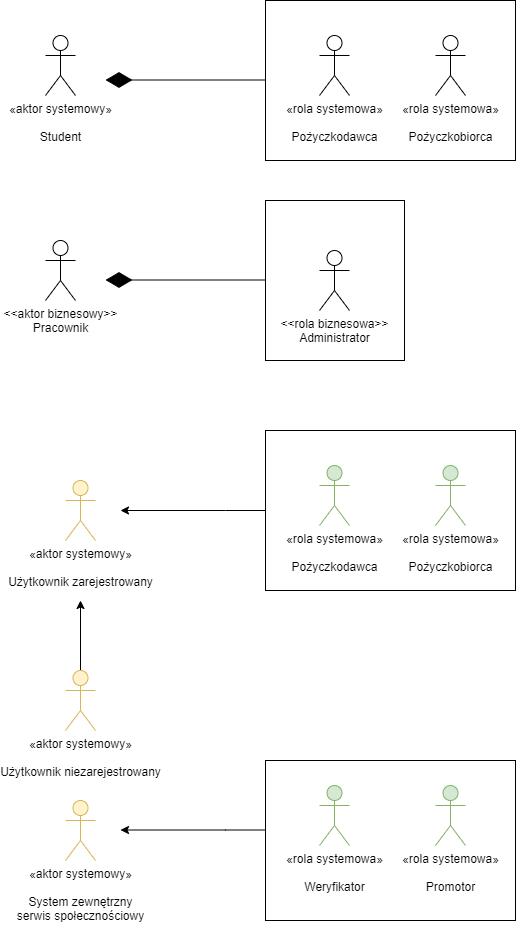 «aktor systemowy»
Student
«rola systemowa»
Pożyczkodawca
«rola systemowa»
Pożyczkobiorca
<<aktor biznesowy>>
Pracownik
<<rola biznesowa>>
Administrator
«aktor systemowy»
Użytkownik zarejestrowany
«rola systemowa»
Pożyczkodawca
«rola systemowa»
Pożyczkobiorca
«aktor systemowy»
Użytkownik niezarejestrowany
«aktor systemowy»
System zewnętrzny
serwis społecznościowy
«rola systemowa»
Weryfikator
«rola systemowa»
Promotor